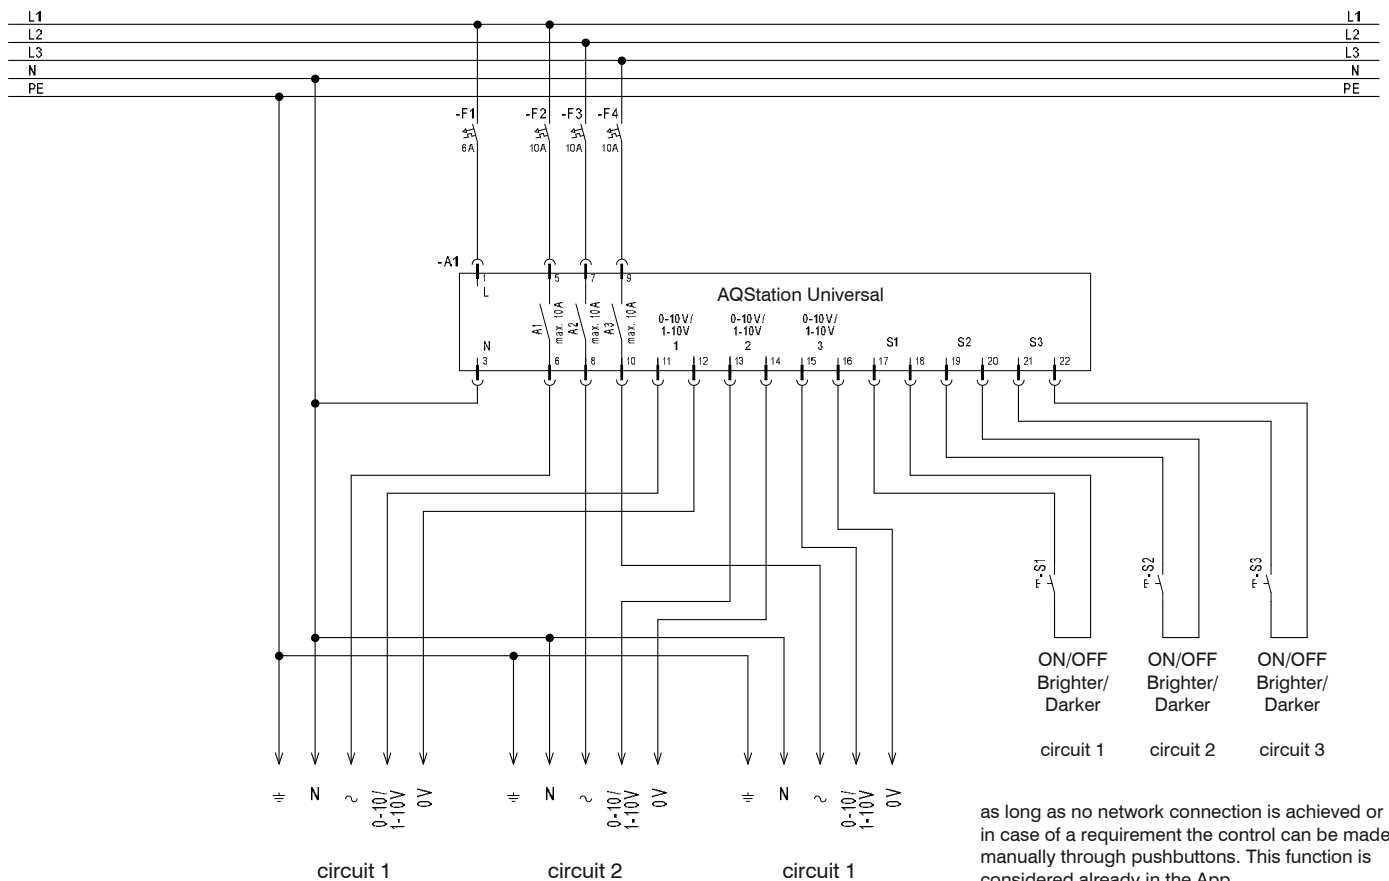 L1 L1
L2 L2
L3 L3
N N
PE PE
-F1 -F2 -F3 -F4
6A 10A 10A 10A
-A1
1 5 7 9
L
AQStation Universal
A1 max. 10A A2 max. 10A A3 max. 10A
0-10V/ 0-10V/ 0-10V/
1-10V 1-10V 1-10V
1 2 3
N S1 S2 S3
3 6 8 10 11 12 13 14 15 16 17 18 19 20 21 22
E-S1 E-S2 E-S3
ON/OFF ON/OFF ON/OFF
Brighter/ Brighter/ Brighter/
Darker Darker Darker
circuit 1 circuit 2 circuit 3
N ~ 0-10/ 1-10V 0V N ~ 0-10/ 1-10V 0V N ~ 0-10/ 1-10V 0V
circuit 1 circuit 2 circuit 1
as long as no network connection is achieved or
in case of a requirement the control can be made
manually through pushbuttons. This function is
considered already in the App